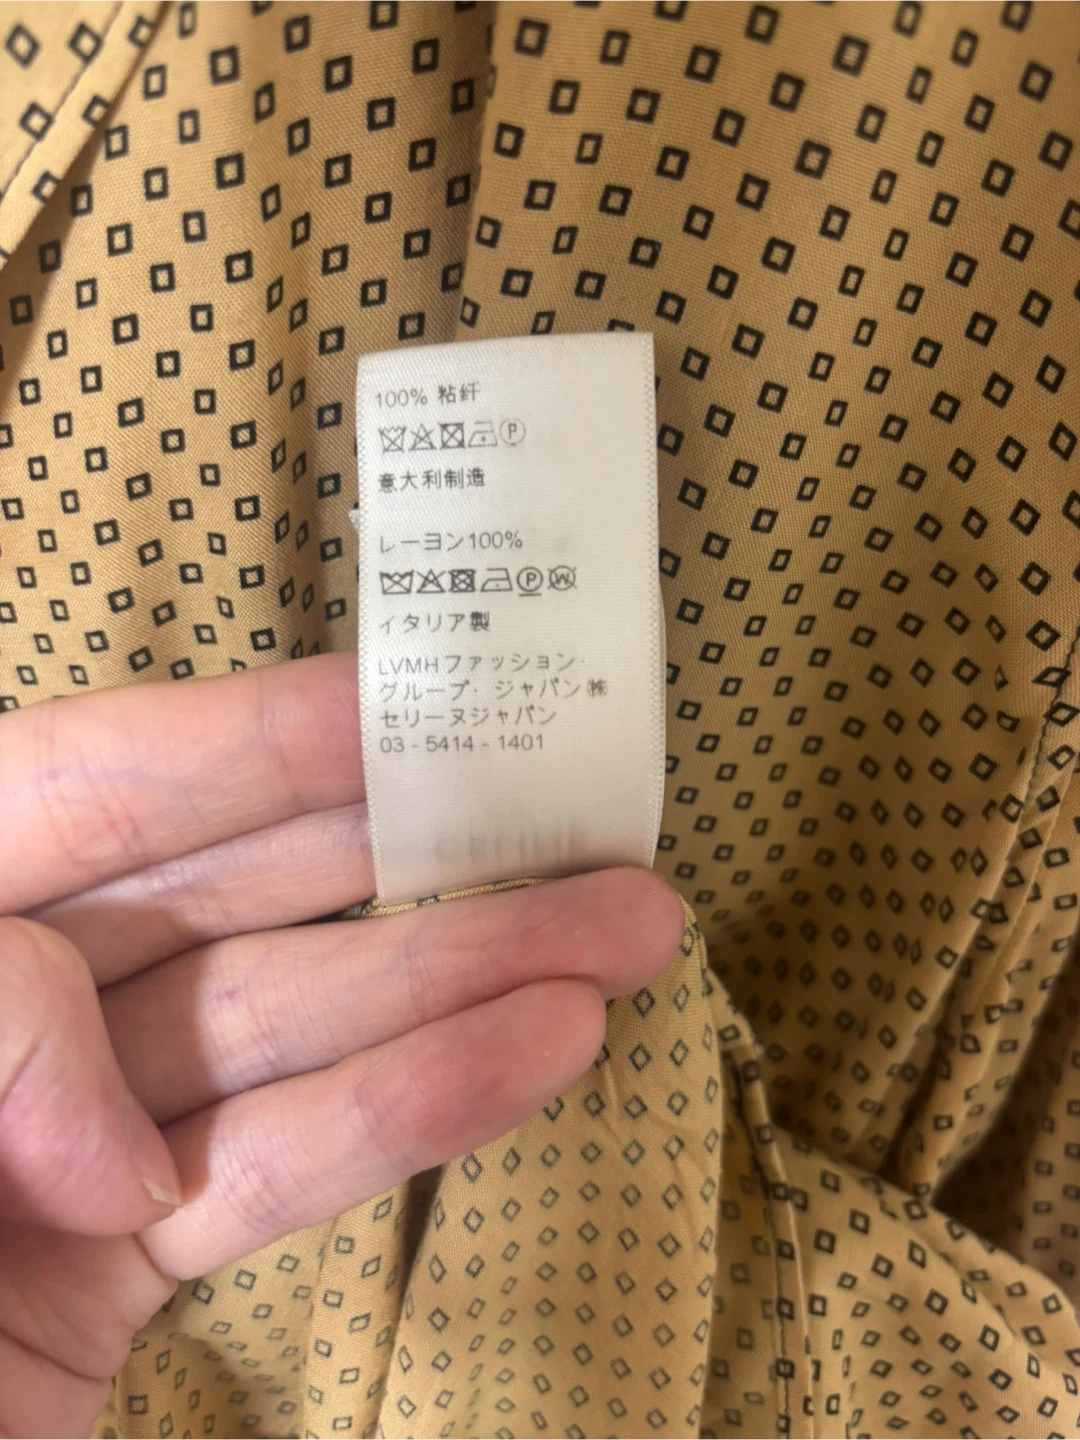 100% 粘纤
P
意大利制造
レーヨン100%
P W
イタリア製
LVMHファッション·
グループ· ジャパン㈱
セリーヌジャパン
03 - 5414 - 1401